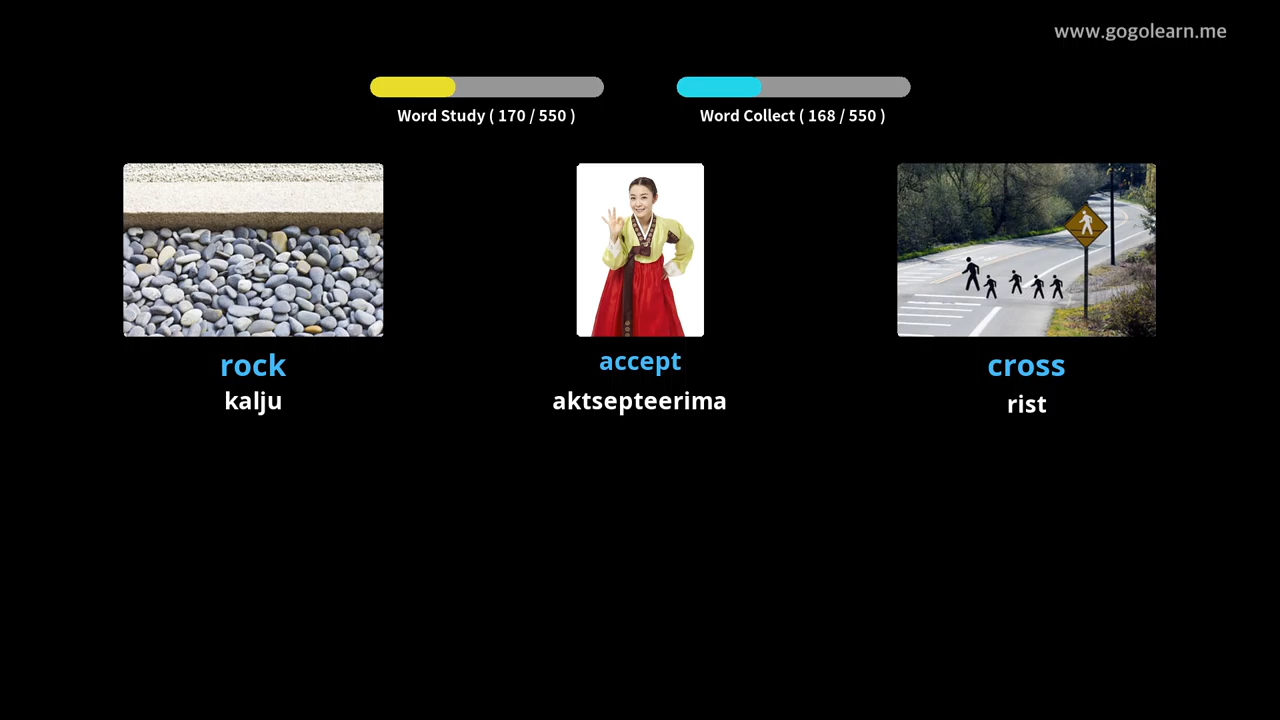 www.gogolearn.me
Word Study ( 170 / 550 )
Word Collect ( 168 / 550 )
rock
kalju
accept
aktsepteerima
cross
rist